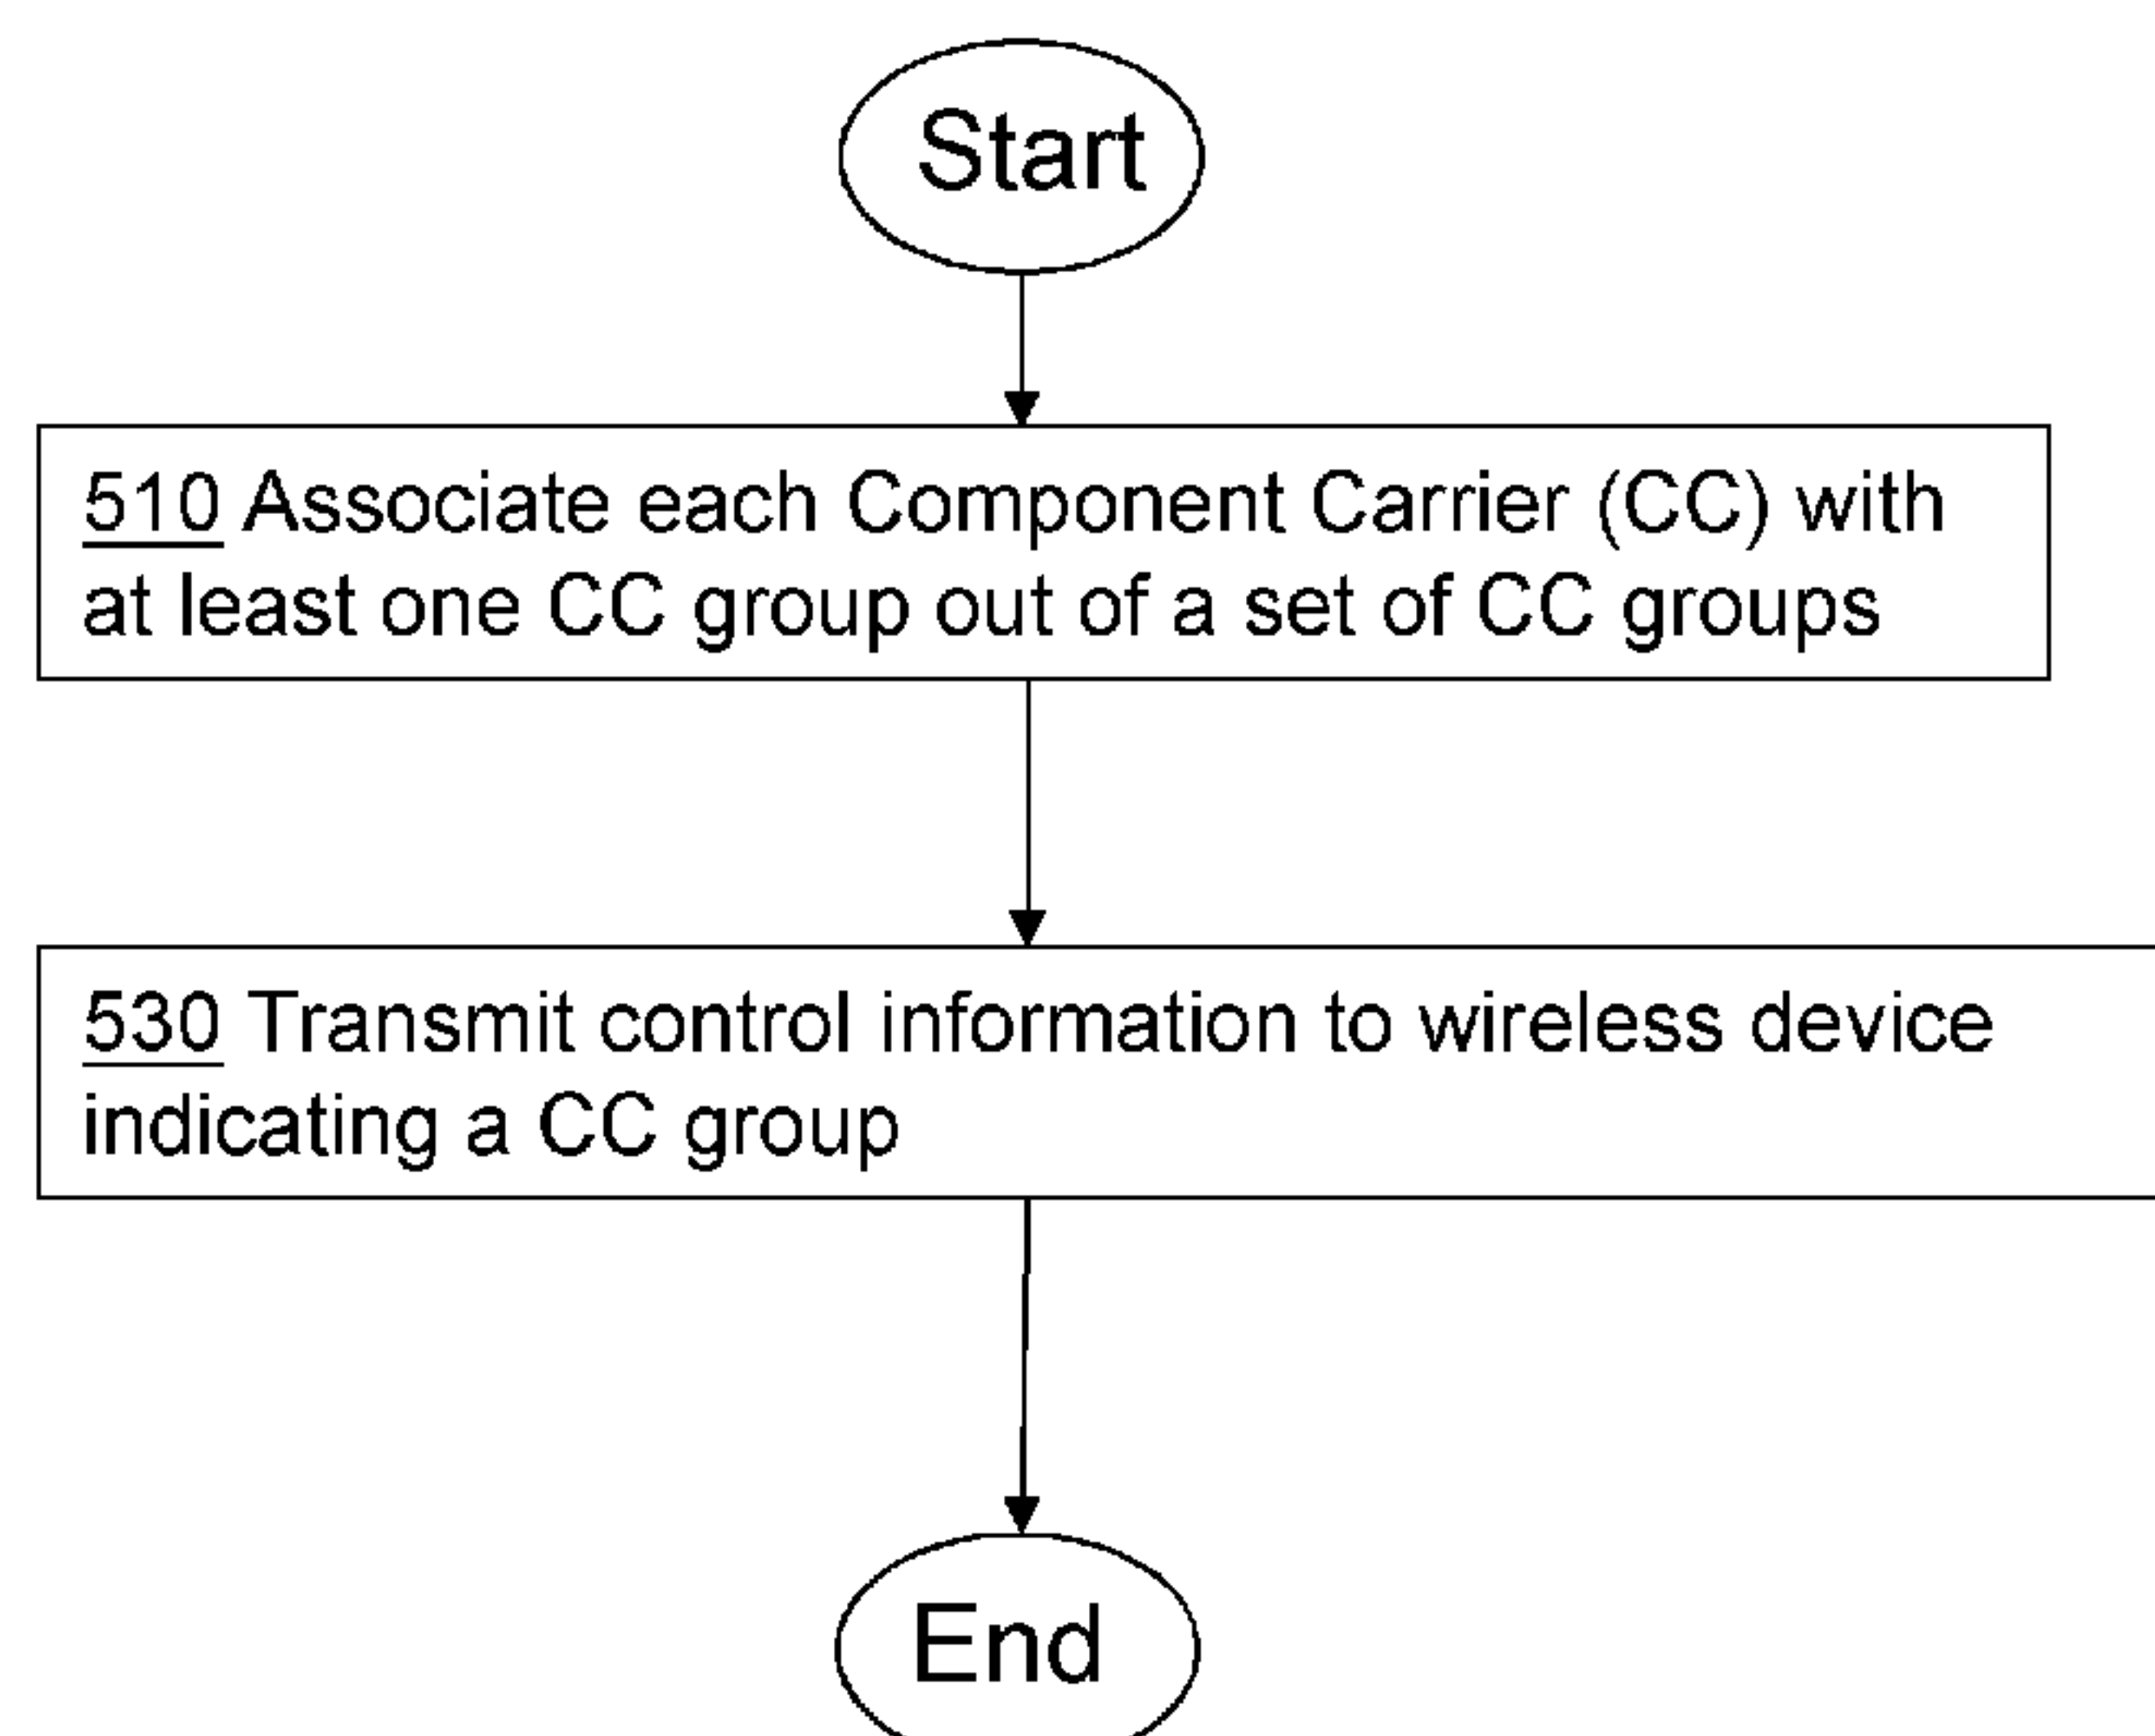 Start
510 Associate each Component Carrier (CC) with
at least one CC group out of a set of CC groups
530 Transmit control information to wireless device
indicating a CC group
End